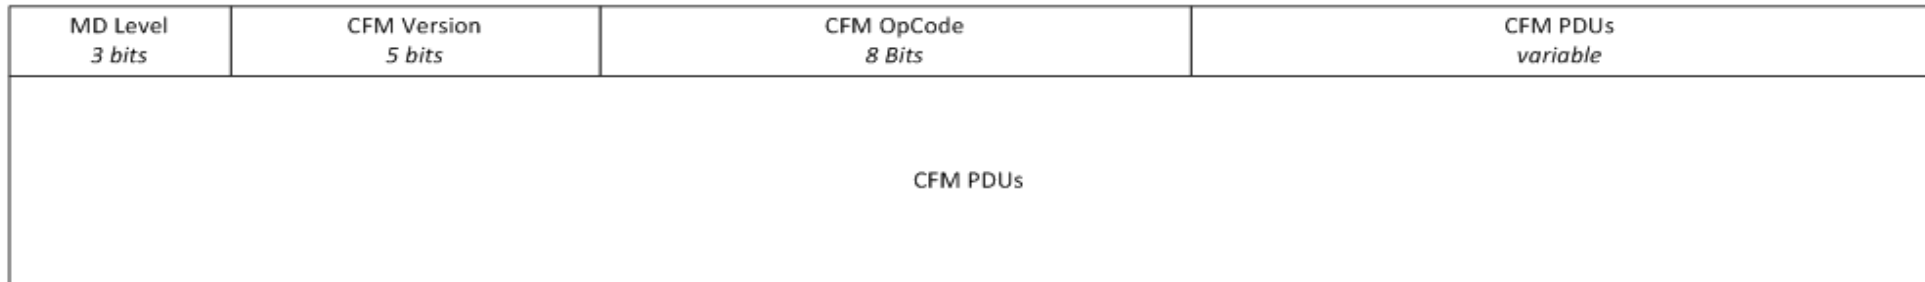 MD Level
3 bits
CFM Version
5 bits
CFM OpCode
8 Bits
CFM PDUs
variable
CFM PDUs